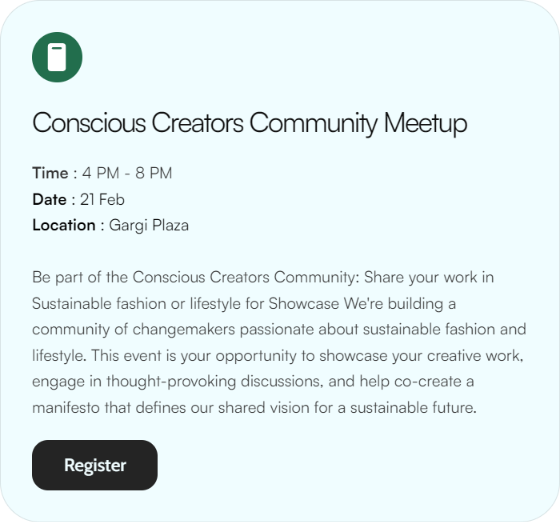 Conscious Creators Community Meetup
Time : 4 PM - 8 PM
Date : 21 Feb
Location : Gargi Plaza
Be part of the Conscious Creators Community: Share your work in
Sustainable fashion or lifestyle for Showcase We're building a
community of changemakers passionate about sustainable fashion and
lifestyle. This event is your opportunity to showcase your creative work,
engage in thought-provoking discussions, and help co-create a
manifesto that defines our shared vision for a sustainable future.
Register